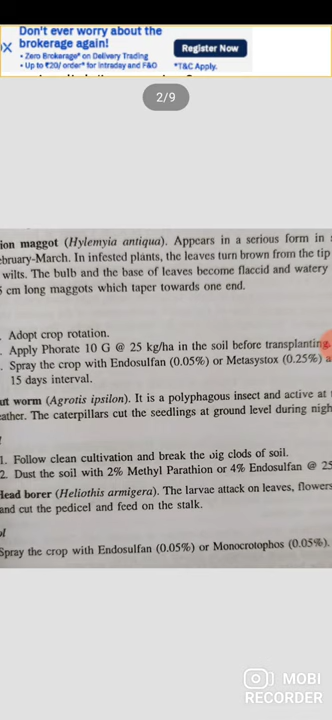 Don't ever worry about the
brokerage again!
• Zero Brokerage* on Delivery Trading
• Up to ₹20/ order* for Intraday and F&O
Register Now
*T&C Apply.
2/9
ion maggot (Hylemyia antiqua). Appears in a serious form in
ebruary-March. In infested plants, the leaves turn brown from the tip
wilts. The bulb and the base of leaves become flaccid and watery
5 cm long maggots which taper towards one end.
. Adopt crop rotation.
. Apply Phorate 10 G @ 25 kg/ha in the soil before transplanting.
. Spray the crop with Endosulfan (0.05%) or Metasystox (0.25%) a
15 days interval.
ut worm (Agrotis ipsilon). It is a polyphagous insect and active at
eather. The caterpillars cut the seedlings at ground level during nigh
1. Follow clean cultivation and break the big clods of soil.
2. Dust the soil with 2% Methyl Parathion or 4% Endosulfan @ 25
Head borer (Heliothis armigera). The larvae attack on leaves, flowers
and cut the pedicel and feed on the stalk.
ol
Spray the crop with Endosulfan (0.05%) or Monocrotophos (0.05%).
MOBI
RECORDER